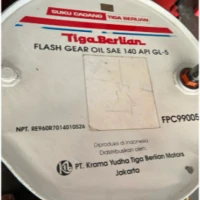 SUKU CADANG TIGA BERLIAN
Tiga Berlian
FLASH GEAR OIL SAE 140 API GL-5
FPC99005
NPT. RE960R7014010526
Diproduksi di Indonesia
Didistribusikan oleh:
PT. Krama Yudha Tiga Berlian Motors
Jakarta